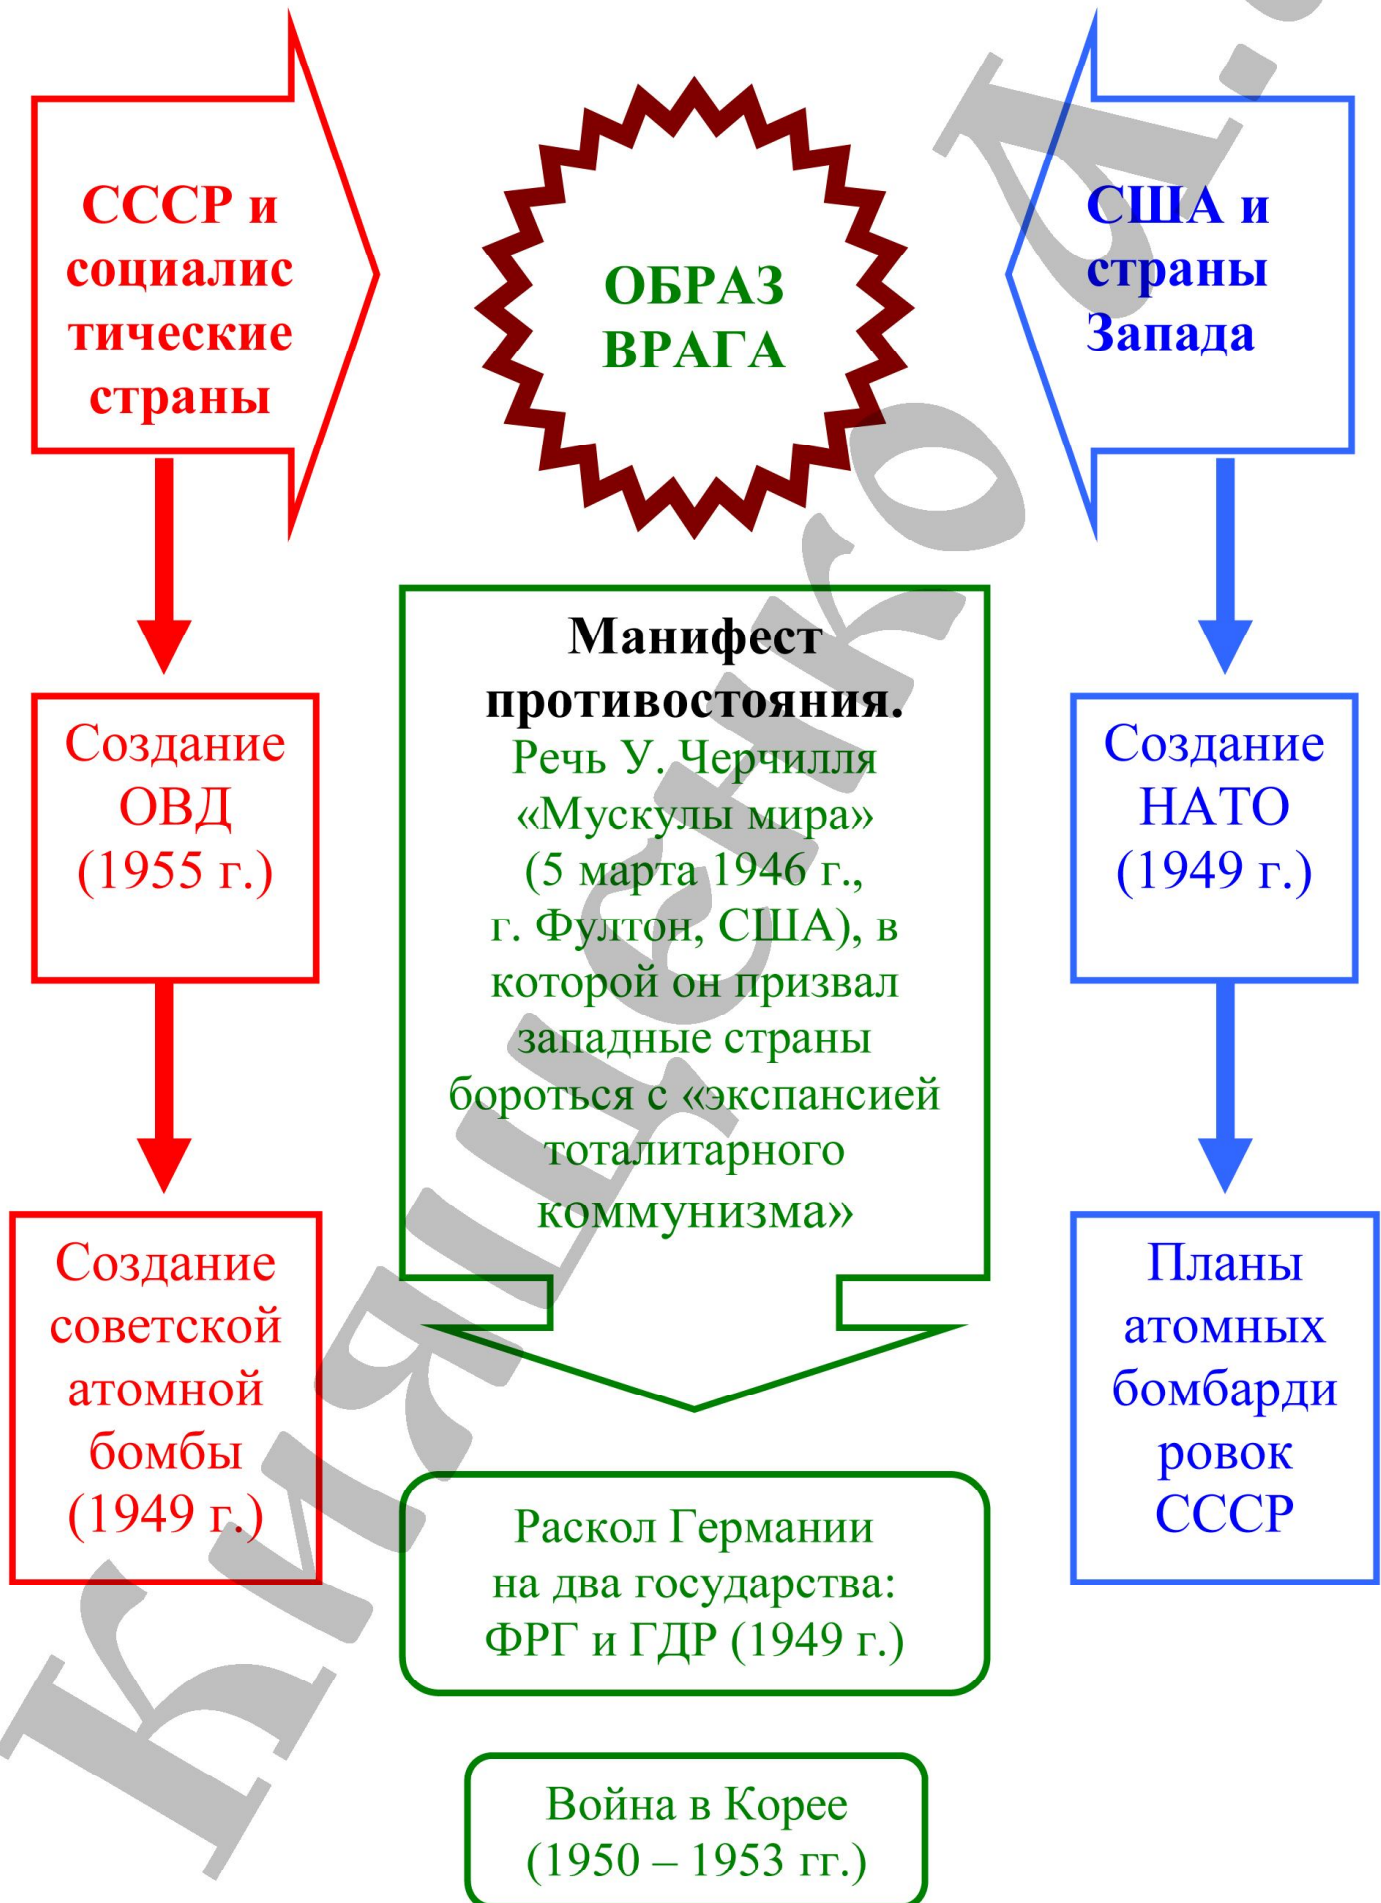 СССР и
социалис
тические
страны
ОБРАЗ
ВРАГА
США и
страны
Запада
Манифест
противостояния.
Речь У. Черчилля
«Мускулы мира»
(5 марта 1946 г.,
г. Фултон, США), в
которой он призвал
западные страны
бороться с «экспансией
тоталитарного
коммунизма»
Создание
ОВД
(1955 г.)
Создание
НАТО
(1949 г.)
Создание
советской
атомной
бомбы
(1949 г.)
Планы
атомных
бомбарди
ровок
СССР
Раскол Германии
на два государства:
ФРГ и ГДР (1949 г.)
Война в Корее
(1950 – 1953 гг.)
Киященко А.